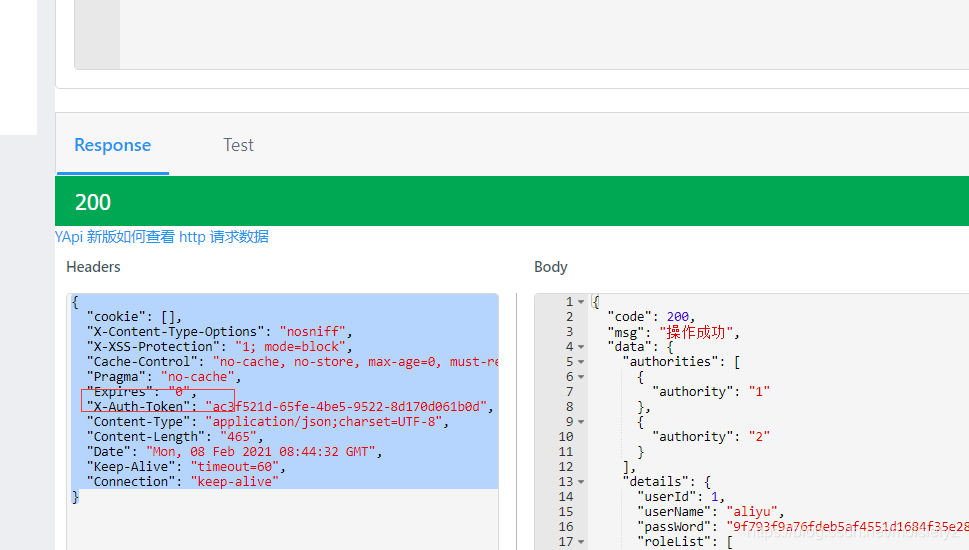 Response
Test
200
YApi 新版如何查看 http 请求数据
Headers
{
"cookie": [],
"X-Content-Type-Options": "nosniff",
"X-XSS-Protection": "1; mode=block",
"Cache-Control": "no-cache, no-store, max-age=0, must-re
"Pragma": "no-cache",
"Expires": "0",
"X-Auth-Token": "ac3f521d-65fe-4be5-9522-8d170d061b0d",
"Content-Type": "application/json;charset=UTF-8",
"Content-Length": "465",
"Date": "Mon, 08 Feb 2021 08:44:32 GMT",
"Keep-Alive": "timeout=60",
"Connection": "keep-alive"
}
Body
1 {
2 "code": 200,
3 "msg": "操作成功",
4 "data": {
5 "authorities": [
6 {
7 "authority": "1"
8 },
9 {
10 "authority": "2"
11 }
12 ],
13 "details": {
14 "userId": 1,
15 "userName": "aliyu",
16 "passWord": "9f793f9a76fdeb5af4551d1684f35e28
17 "roleList": [